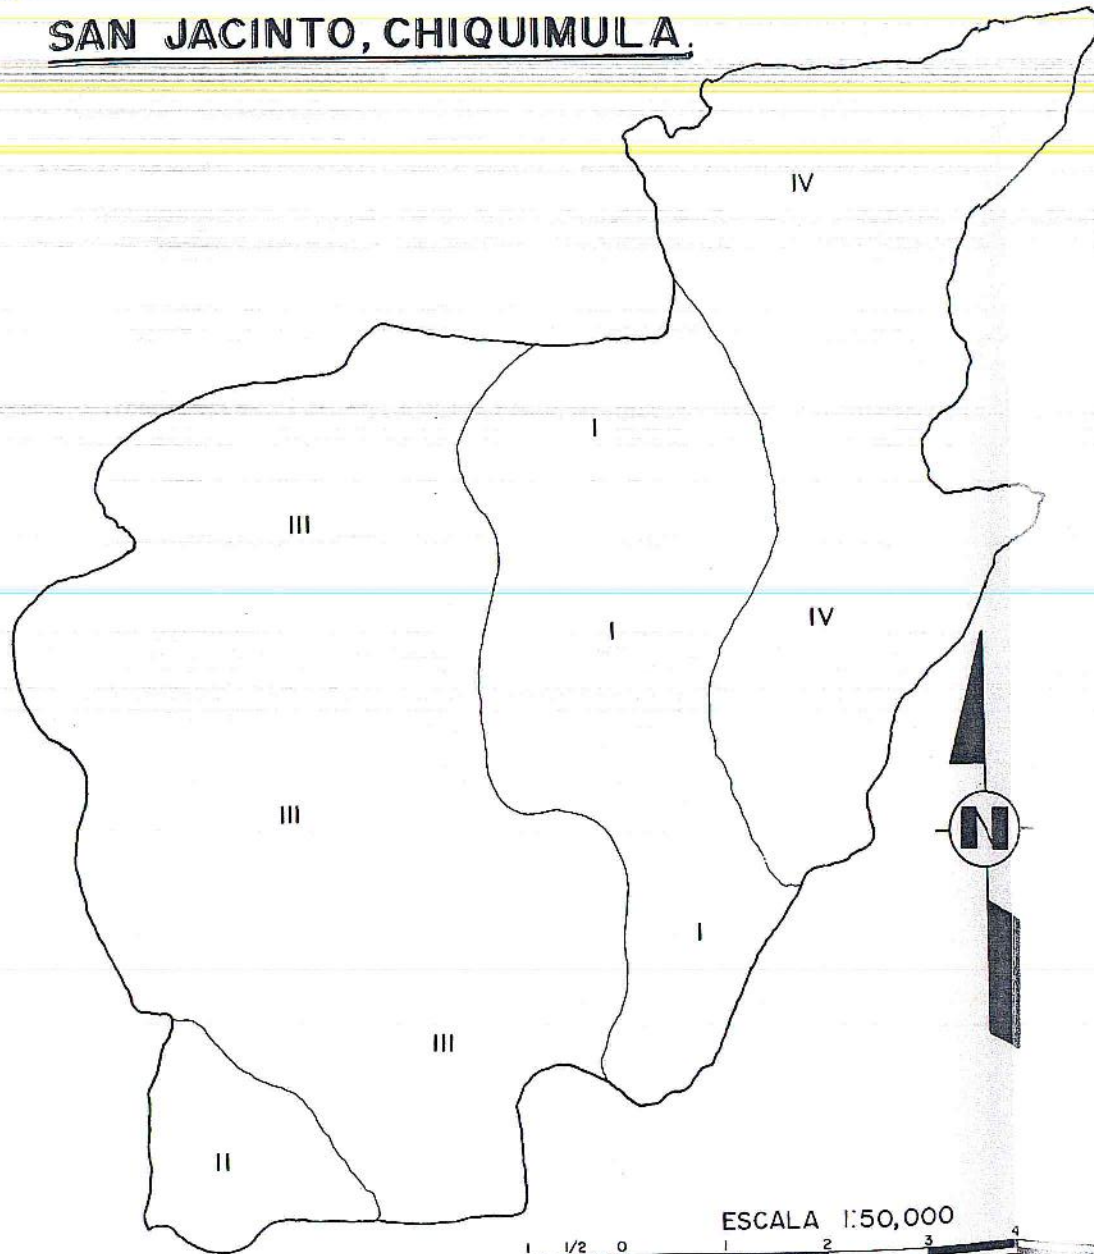 SAN JACINTO, CHIQUIMULA.
IV
I
III
I
IV
III
I
III
II
N
ESCALA 1:50,000
1 1/2 0 1 2 3 4